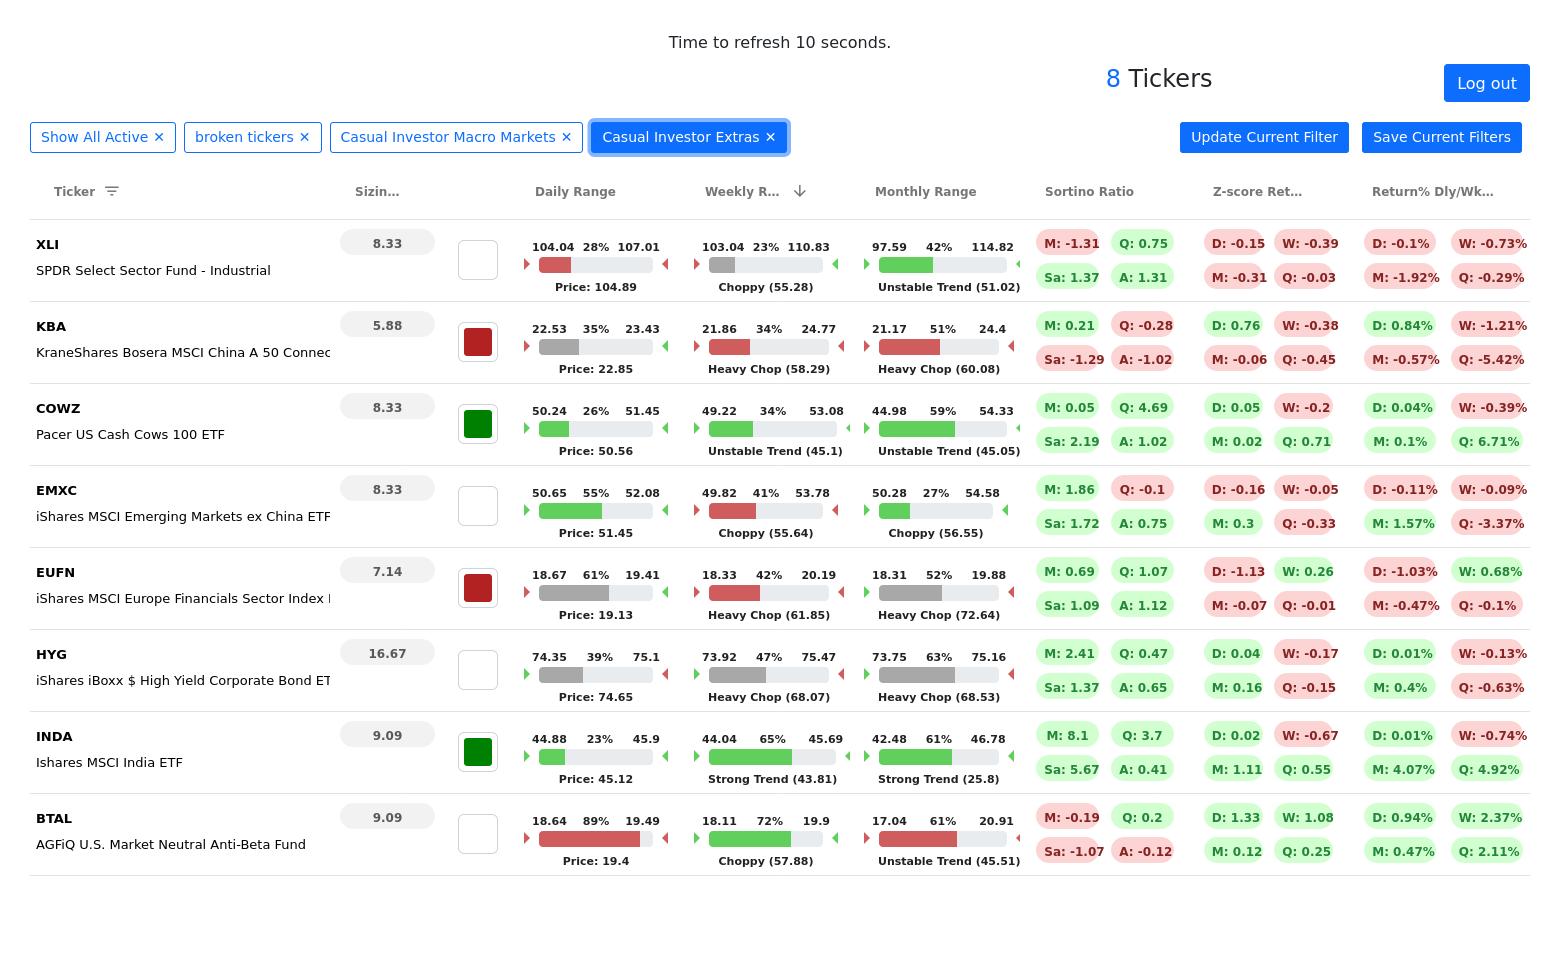 Time to refresh 10 seconds.
8 Tickers
Log out
Show All Active ✕ broken tickers ✕ Casual Investor Macro Markets ✕ Casual Investor Extras ✕ Update Current Filter Save Current Filters
Ticker Sizin… Daily Range Weekly R… Monthly Range Sortino Ratio Z-score Ret… Return% Dly/Wk…
XLI 8.33 104.04 28% 107.01 103.04 23% 110.83 97.59 42% 114.82 M: -1.31 Q: 0.75 D: -0.15 W: -0.39 D: -0.1% W: -0.73%
SPDR Select Sector Fund - Industrial Price: 104.89 Choppy (55.28) Unstable Trend (51.02) Sa: 1.37 A: 1.31 M: -0.31 Q: -0.03 M: -1.92% Q: -0.29%
KBA 5.88 22.53 35% 23.43 21.86 34% 24.77 21.17 51% 24.4 M: 0.21 Q: -0.28 D: 0.76 W: -0.38 D: 0.84% W: -1.21%
KraneShares Bosera MSCI China A 50 Connec Price: 22.85 Heavy Chop (58.29) Heavy Chop (60.08) Sa: -1.29 A: -1.02 M: -0.06 Q: -0.45 M: -0.57% Q: -5.42%
COWZ 8.33 50.24 26% 51.45 49.22 34% 53.08 44.98 59% 54.33 M: 0.05 Q: 4.69 D: 0.05 W: -0.2 D: 0.04% W: -0.39%
Pacer US Cash Cows 100 ETF Price: 50.56 Unstable Trend (45.1) Unstable Trend (45.05) Sa: 2.19 A: 1.02 M: 0.02 Q: 0.71 M: 0.1% Q: 6.71%
EMXC 8.33 50.65 55% 52.08 49.82 41% 53.78 50.28 27% 54.58 M: 1.86 Q: -0.1 D: -0.16 W: -0.05 D: -0.11% W: -0.09%
iShares MSCI Emerging Markets ex China ETF Price: 51.45 Choppy (55.64) Choppy (56.55) Sa: 1.72 A: 0.75 M: 0.3 Q: -0.33 M: 1.57% Q: -3.37%
EUFN 7.14 18.67 61% 19.41 18.33 42% 20.19 18.31 52% 19.88 M: 0.69 Q: 1.07 D: -1.13 W: 0.26 D: -1.03% W: 0.68%
iShares MSCI Europe Financials Sector Index Price: 19.13 Heavy Chop (61.85) Heavy Chop (72.64) Sa: 1.09 A: 1.12 M: -0.07 Q: -0.01 M: -0.47% Q: -0.1%
HYG 16.67 74.35 39% 75.1 73.92 47% 75.47 73.75 63% 75.16 M: 2.41 Q: 0.47 D: 0.04 W: -0.17 D: 0.01% W: -0.13%
iShares iBoxx $ High Yield Corporate Bond ET Price: 74.65 Heavy Chop (68.07) Heavy Chop (68.53) Sa: 1.37 A: 0.65 M: 0.16 Q: -0.15 M: 0.4% Q: -0.63%
INDA 9.09 44.88 23% 45.9 44.04 65% 45.69 42.48 61% 46.78 M: 8.1 Q: 3.7 D: 0.02 W: -0.67 D: 0.01% W: -0.74%
Ishares MSCI India ETF Price: 45.12 Strong Trend (43.81) Strong Trend (25.8) Sa: 5.67 A: 0.41 M: 1.11 Q: 0.55 M: 4.07% Q: 4.92%
BTAL 9.09 18.64 89% 19.49 18.11 72% 19.9 17.04 61% 20.91 M: -0.19 Q: 0.2 D: 1.33 W: 1.08 D: 0.94% W: 2.37%
AGFiQ U.S. Market Neutral Anti-Beta Fund Price: 19.4 Choppy (57.88) Unstable Trend (45.51) Sa: -1.07 A: -0.12 M: 0.12 Q: 0.25 M: 0.47% Q: 2.11%